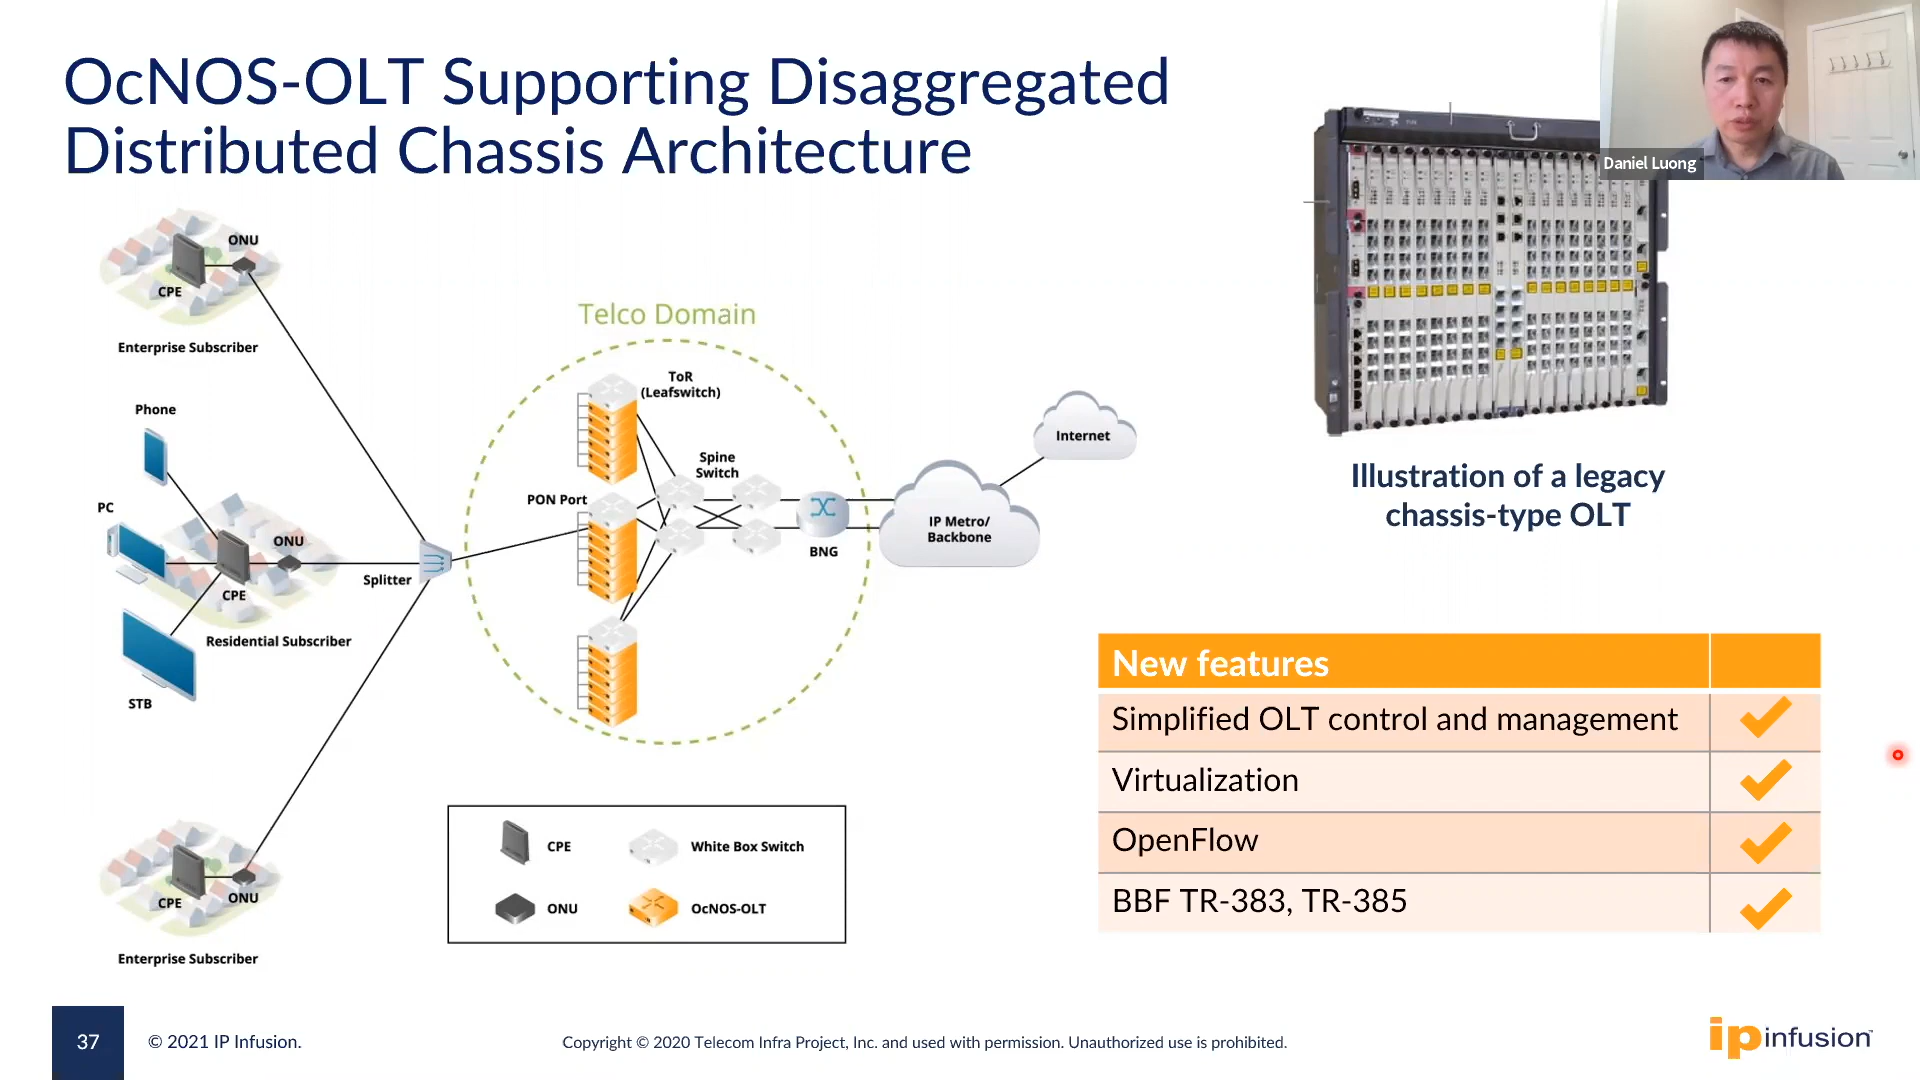 OcNOS-OLT Supporting Disaggregated
Distributed Chassis Architecture
Daniel Luong
ONU
CPE
Enterprise Subscriber
Telco Domain
ToR
(Leafswitch)
Phone
Internet
Spine
Switch
PON Port
PC
ONU
IP Metro/
Backbone
BNG
Splitter
CPE
Residential Subscriber
STB
Illustration of a legacy
chassis-type OLT
New features
Simplified OLT control and management
Virtualization
OpenFlow
BBF TR-383, TR-385
CPE
White Box Switch
ONU
OcNOS-OLT
CPE
ONU
Enterprise Subscriber
37
© 2021 IP Infusion.
Copyright © 2020 Telecom Infra Project, Inc. and used with permission. Unauthorized use is prohibited.
ip infusion™